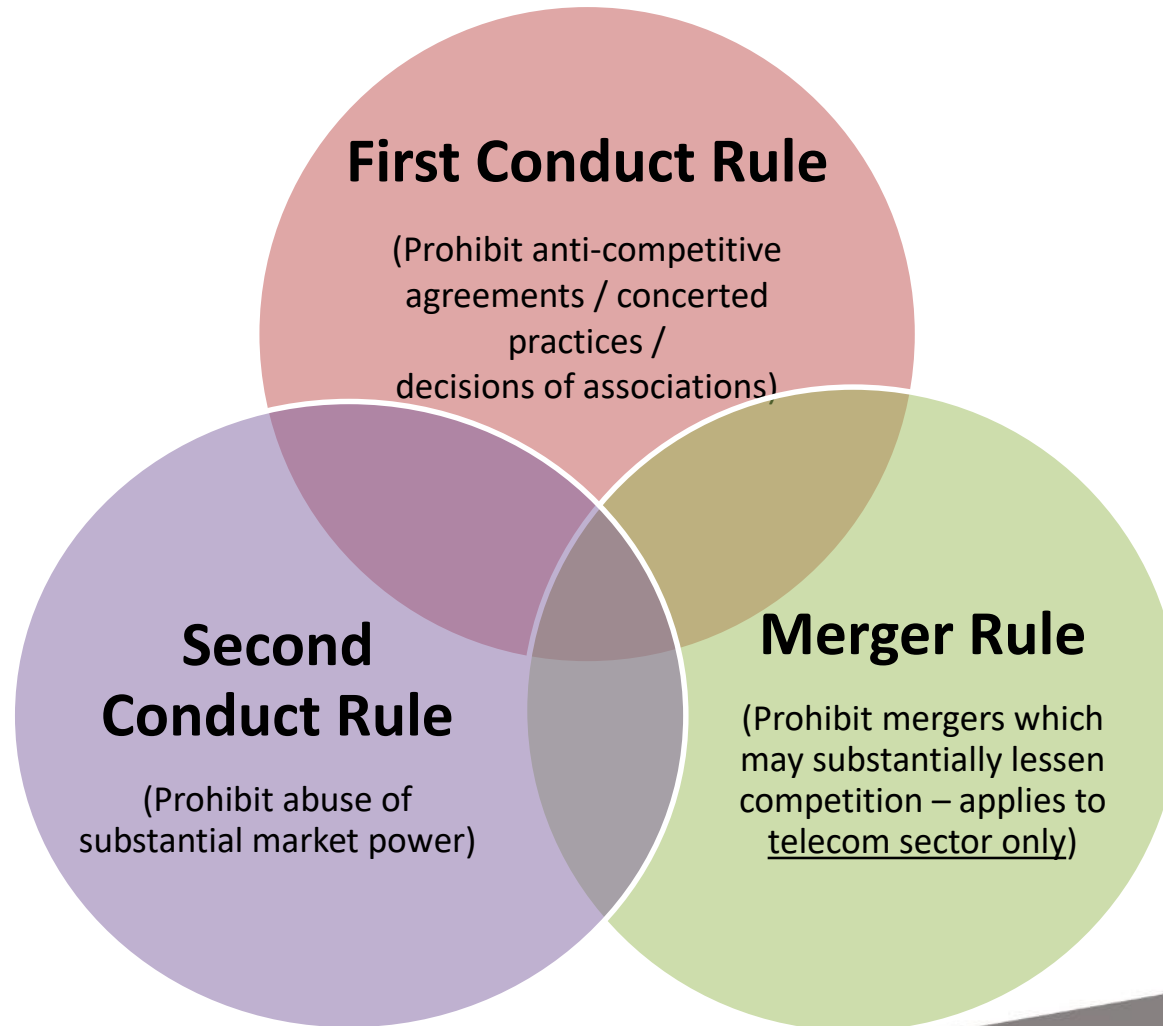 First Conduct Rule
(Prohibit anti-competitive
agreements / concerted
practices /
decisions of associations)
Second
Conduct Rule
(Prohibit abuse of
substantial market power)
Merger Rule
(Prohibit mergers which
may substantially lessen
competition – applies to
telecom sector only)